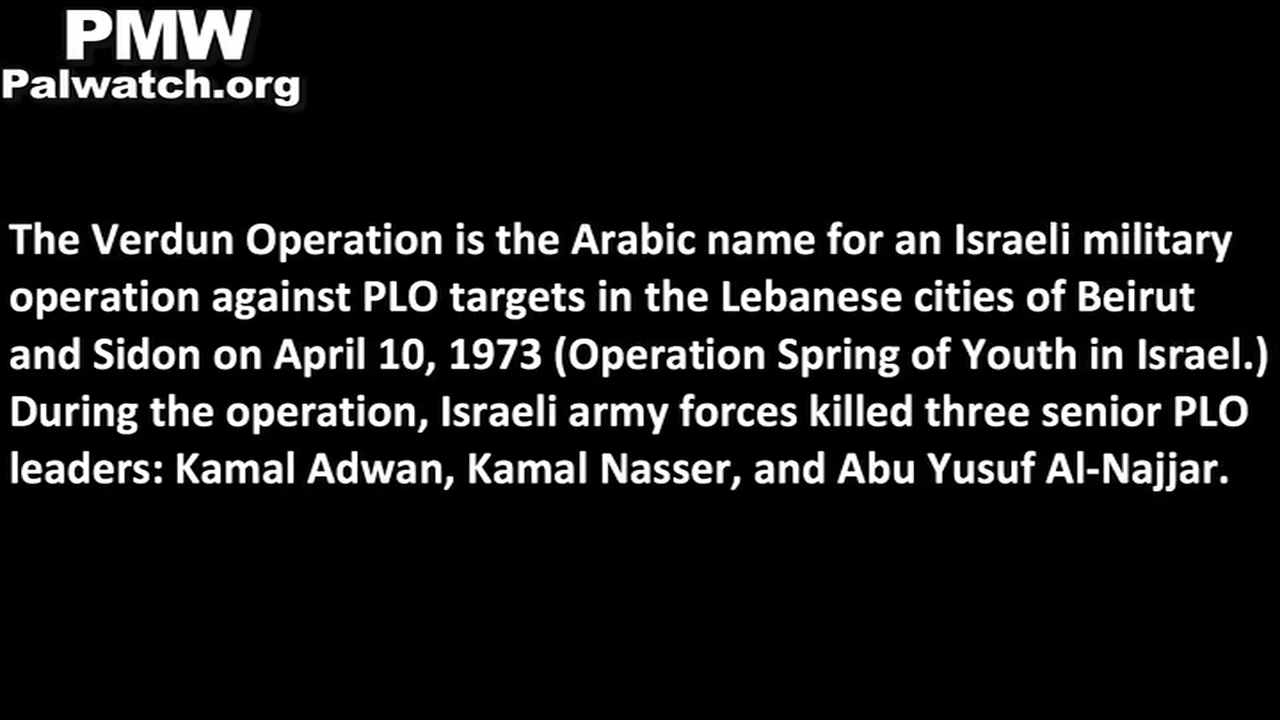 PMW
Palwatch.org
The Verdun Operation is the Arabic name for an Israeli military
operation against PLO targets in the Lebanese cities of Beirut
and Sidon on April 10, 1973 (Operation Spring of Youth in Israel.)
During the operation, Israeli army forces killed three senior PLO
leaders: Kamal Adwan, Kamal Nasser, and Abu Yusuf Al-Najjar.